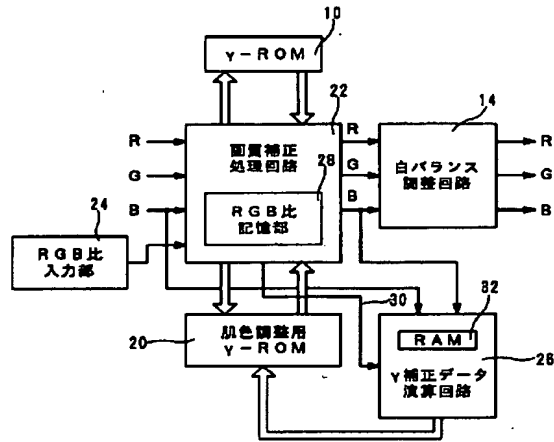 10
γ-ROM
22
14
R
G
B
画質補正
処理回路
28
RGB比
記憶部
R
G
B
白バランス
調整回路
R
G
B
24
RGB比
入力部
30
32
20
肌色調整用
γ-ROM
RAM
26
γ補正データ
演算回路